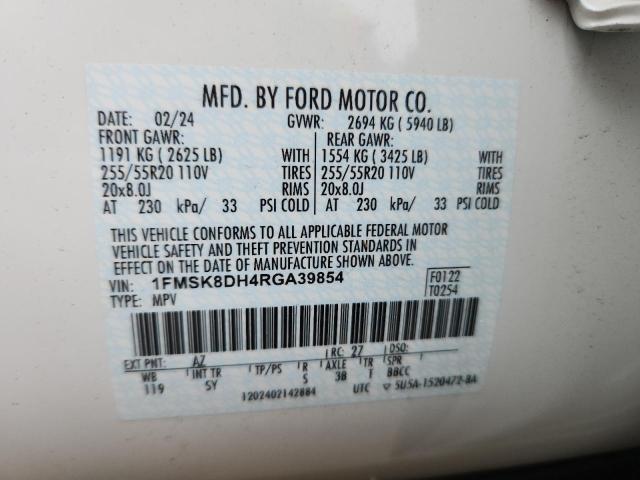 MFD. BY FORD MOTOR CO.
DATE: 02/24 GVWR: 2694 KG ( 5940 LB)
FRONT GAWR: REAR GAWR:
1191 KG ( 2625 LB) WITH 1554 KG ( 3425 LB) WITH
255/55R20 110V TIRES 255/55R20 110V TIRES
20x8.0J RIMS 20x8.0J RIMS
AT 230 kPa/ 33 PSI COLD AT 230 kPa/ 33 PSI COLD
THIS VEHICLE CONFORMS TO ALL APPLICABLE FEDERAL MOTOR
VEHICLE SAFETY AND THEFT PREVENTION STANDARDS IN
EFFECT ON THE DATE OF MANUFACTURE SHOWN ABOVE.
VIN: 1FMSK8DH4RGA39854 F0122
TYPE: MPV T0254
EXT PNT: AZ RC: 27 DSO:
WB INT TR TP/PS R AXLE TR SPR
119 5Y S 3B T BBCC
1202402142884 UTC ▽ 5U5A-1520472-BA